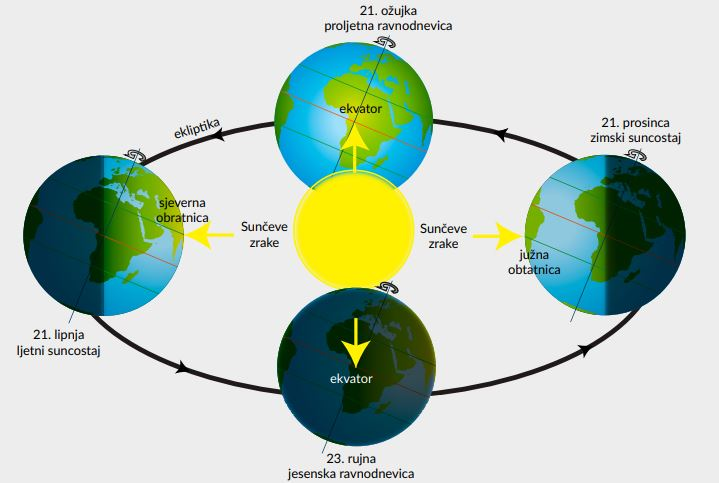 21. ožujka
proljetna ravnodnevica
ekvator
ekliptika
21. prosinca
zimski suncostaj
sjeverna
obratnica
Sunčeve
zrake
Sunčeve
zrake
južna
obtatnica
21. lipnja
ljetni suncostaj
ekvator
23. rujna
jesenska ravnodnevica